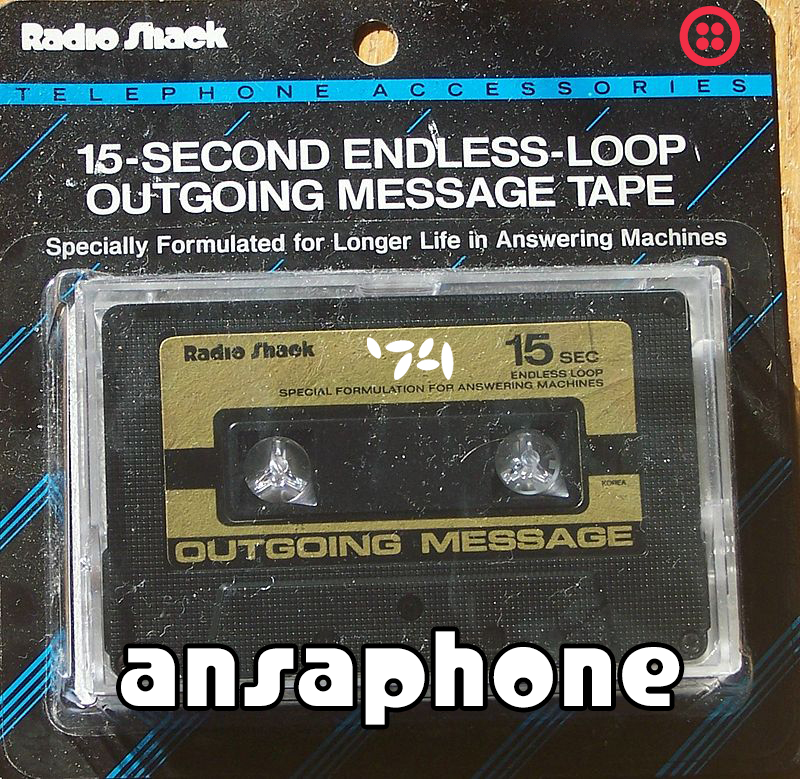 Radio Shack
TELEPHONE ACCESSORIES
15-SECOND ENDLESS-LOOP
OUTGOING MESSAGE TAPE
Specially Formulated for Longer Life in Answering Machines
Radio Shack
'74
15 SEC
ENDLESS LOOP
SPECIAL FORMULATION FOR ANSWERING MACHINES
KOREA
OUTGOING MESSAGE
ansaphone